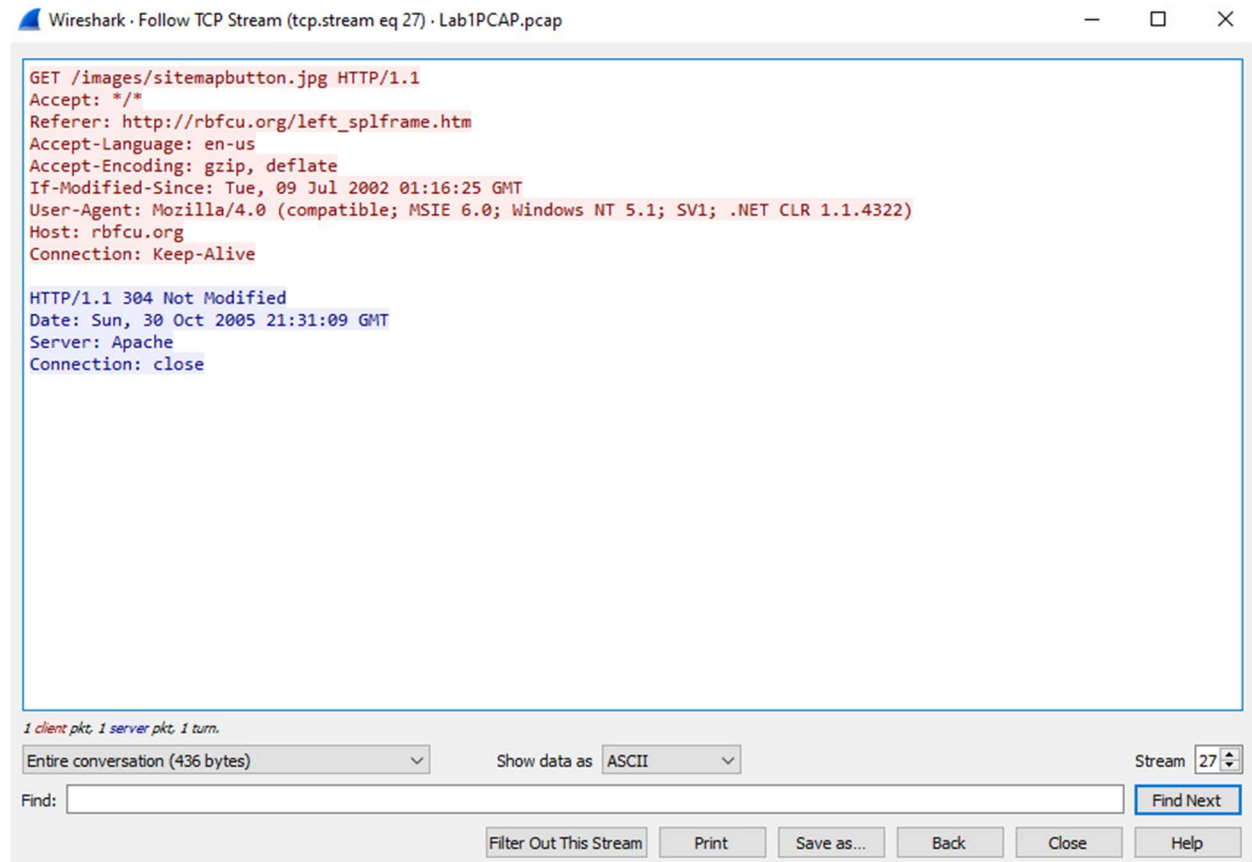 Wireshark · Follow TCP Stream (tcp.stream eq 27) · Lab1PCAP.pcap
GET /images/sitemapbutton.jpg HTTP/1.1
Accept: */*
Referer: http://rbfcu.org/left_splframe.htm
Accept-Language: en-us
Accept-Encoding: gzip, deflate
If-Modified-Since: Tue, 09 Jul 2002 01:16:25 GMT
User-Agent: Mozilla/4.0 (compatible; MSIE 6.0; Windows NT 5.1; SV1; .NET CLR 1.1.4322)
Host: rbfcu.org
Connection: Keep-Alive
HTTP/1.1 304 Not Modified
Date: Sun, 30 Oct 2005 21:31:09 GMT
Server: Apache
Connection: close
1 client pkt, 1 server pkt, 1 turn.
Entire conversation (436 bytes) Show data as ASCII Stream 27
Find: Find Next
Filter Out This Stream Print Save as... Back Close Help